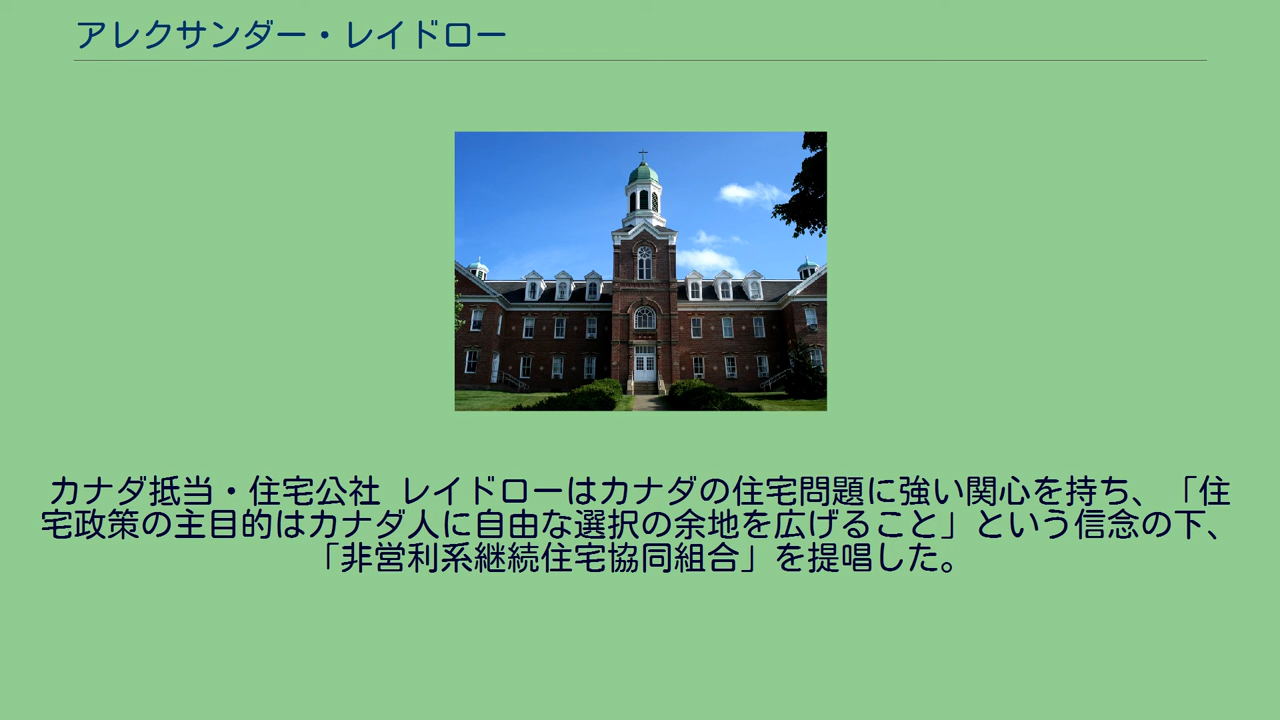 アレクサンダー・レイドロー
カナダ抵当・住宅公社 レイドローはカナダの住宅問題に強い関心を持ち、「住
宅政策の主目的はカナダ人に自由な選択の余地を広げること」という信念の下、
「非営利系継続住宅協同組合」を提唱した。